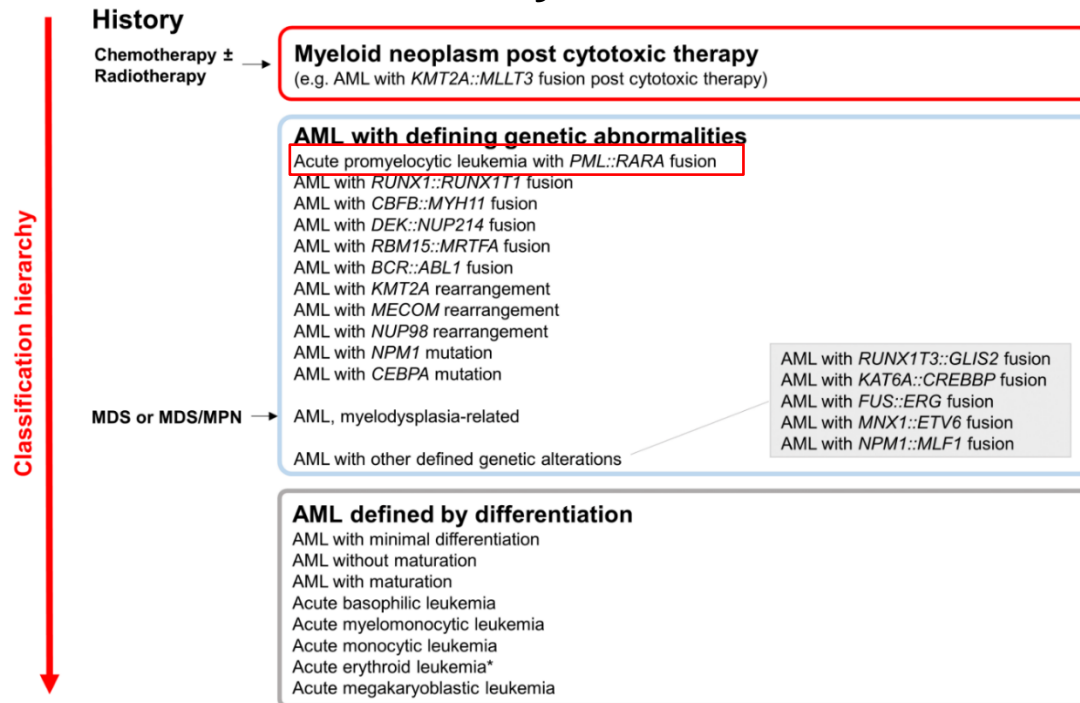 History
Chemotherapy ±
Radiotherapy
Myeloid neoplasm post cytotoxic therapy
(e.g. AML with KMT2A::MLLT3 fusion post cytotoxic therapy)
Classification hierarchy
AML with defining genetic abnormalities
Acute promyelocytic leukemia with PML::RARA fusion
AML with RUNX1::RUNX1T1 fusion
AML with CBFB::MYH11 fusion
AML with DEK::NUP214 fusion
AML with RBM15::MRTFA fusion
AML with BCR::ABL1 fusion
AML with KMT2A rearrangement
AML with MECOM rearrangement
AML with NUP98 rearrangement
AML with NPM1 mutation
AML with CEBPA mutation
MDS or MDS/MPN
AML, myelodysplasia-related
AML with other defined genetic alterations
AML with RUNX1T3::GLIS2 fusion
AML with KAT6A::CREBBP fusion
AML with FUS::ERG fusion
AML with MNX1::ETV6 fusion
AML with NPM1::MLF1 fusion
AML defined by differentiation
AML with minimal differentiation
AML without maturation
AML with maturation
Acute basophilic leukemia
Acute myelomonocytic leukemia
Acute monocytic leukemia
Acute erythroid leukemia*
Acute megakaryoblastic leukemia